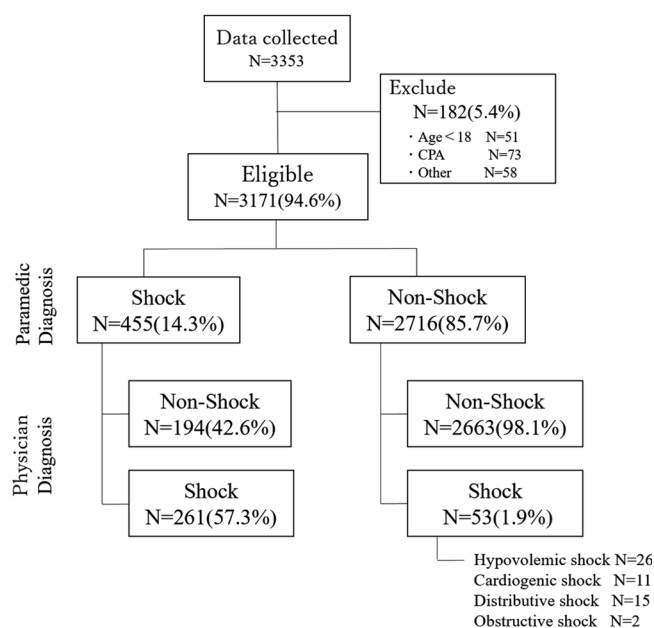 Data collected
N=3353
Exclude
N=182(5.4%)
・Age＜18 N=51
・CPA N=73
・Other N=58
Eligible
N=3171(94.6%)
Paramedic
Diagnosis
Shock
N=455(14.3%)
Non-Shock
N=2716(85.7%)
Physician
Diagnosis
Non-Shock
N=194(42.6%)
Non-Shock
N=2663(98.1%)
Shock
N=261(57.3%)
Shock
N=53(1.9%)
Hypovolemic shock N=26
Cardiogenic shock N=11
Distributive shock N=15
Obstructive shock N=2